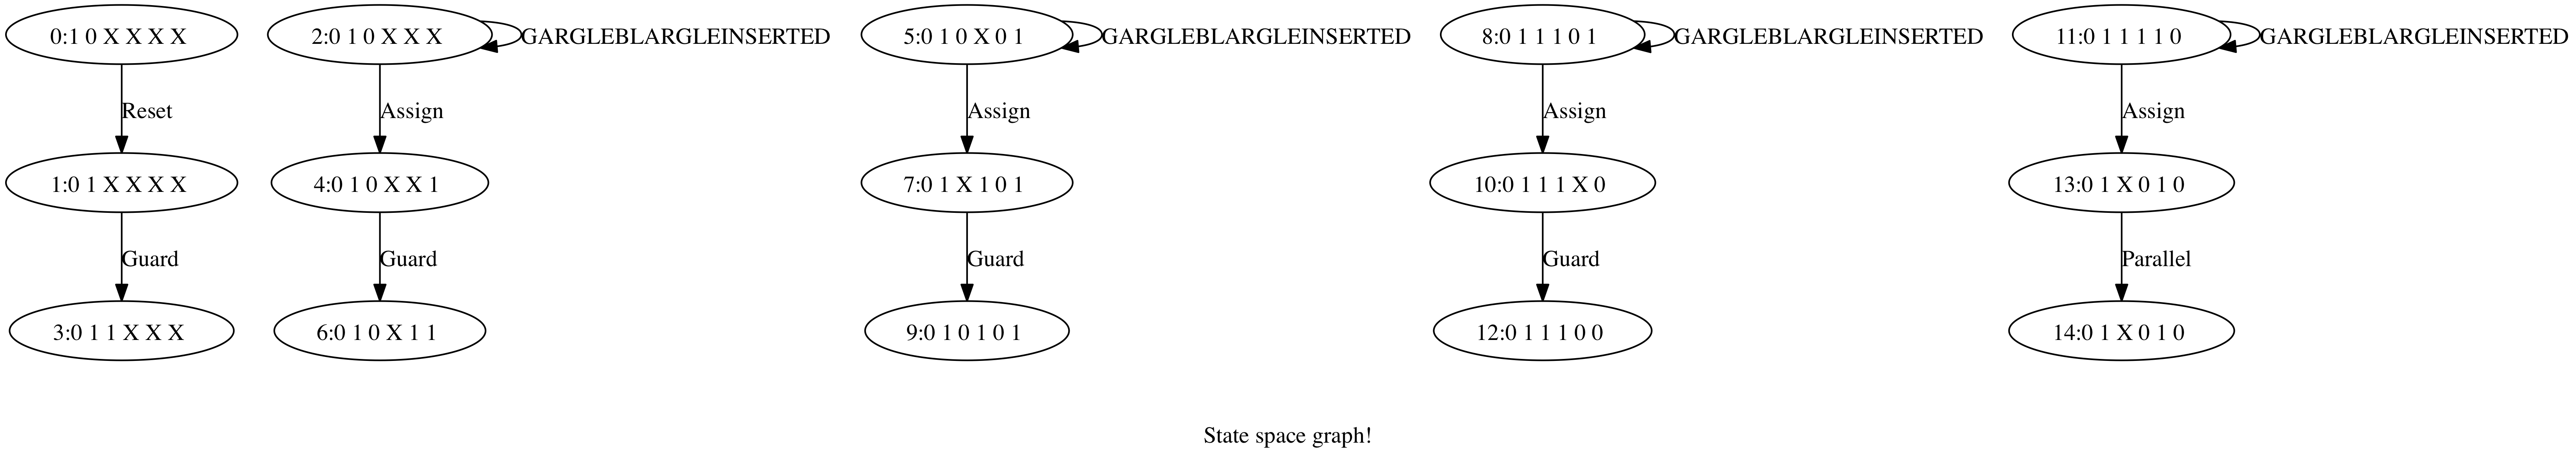 0:1 0 X X X X
2:0 1 0 X X X
GARGLEBLARGLEINSERTED
5:0 1 0 X 0 1
GARGLEBLARGLEINSERTED
8:0 1 1 1 0 1
GARGLEBLARGLEINSERTED
11:0 1 1 1 1 0
GARGLEBLARGLEINSERTED
Reset
Assign
Assign
Assign
Assign
1:0 1 X X X X
4:0 1 0 X X 1
7:0 1 X 1 0 1
10:0 1 1 1 X 0
13:0 1 X 0 1 0
Guard
Guard
Guard
Guard
Parallel
3:0 1 1 X X X
6:0 1 0 X 1 1
9:0 1 0 1 0 1
12:0 1 1 1 0 0
14:0 1 X 0 1 0
State space graph!